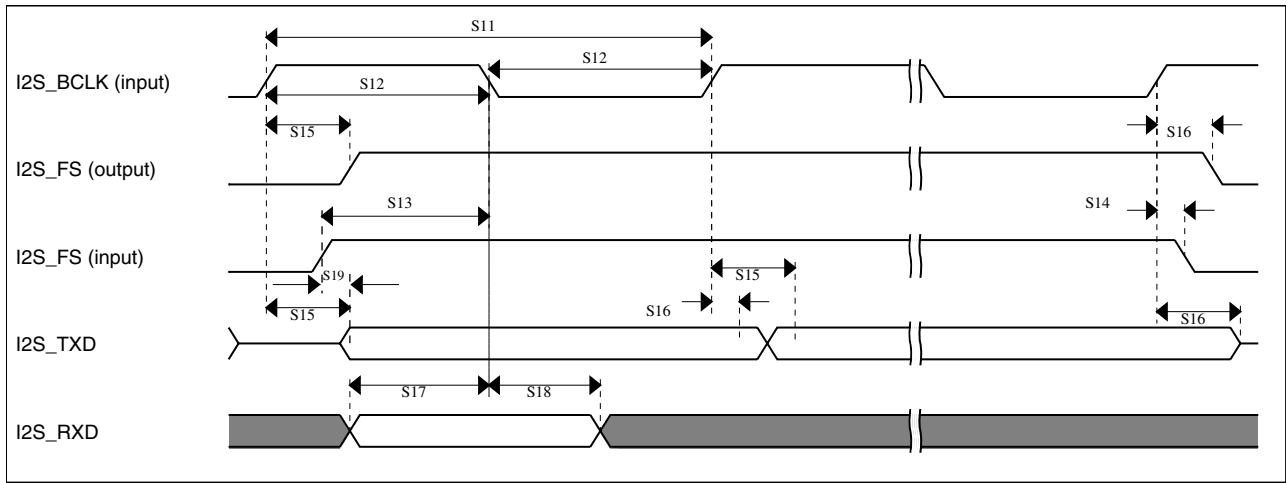 S11
I2S_BCLK (input)
S12
S12
S15
S16
I2S_FS (output)
S13
S14
I2S_FS (input)
S19
S15
S15
S16
S16
I2S_TXD
S17
S18
I2S_RXD